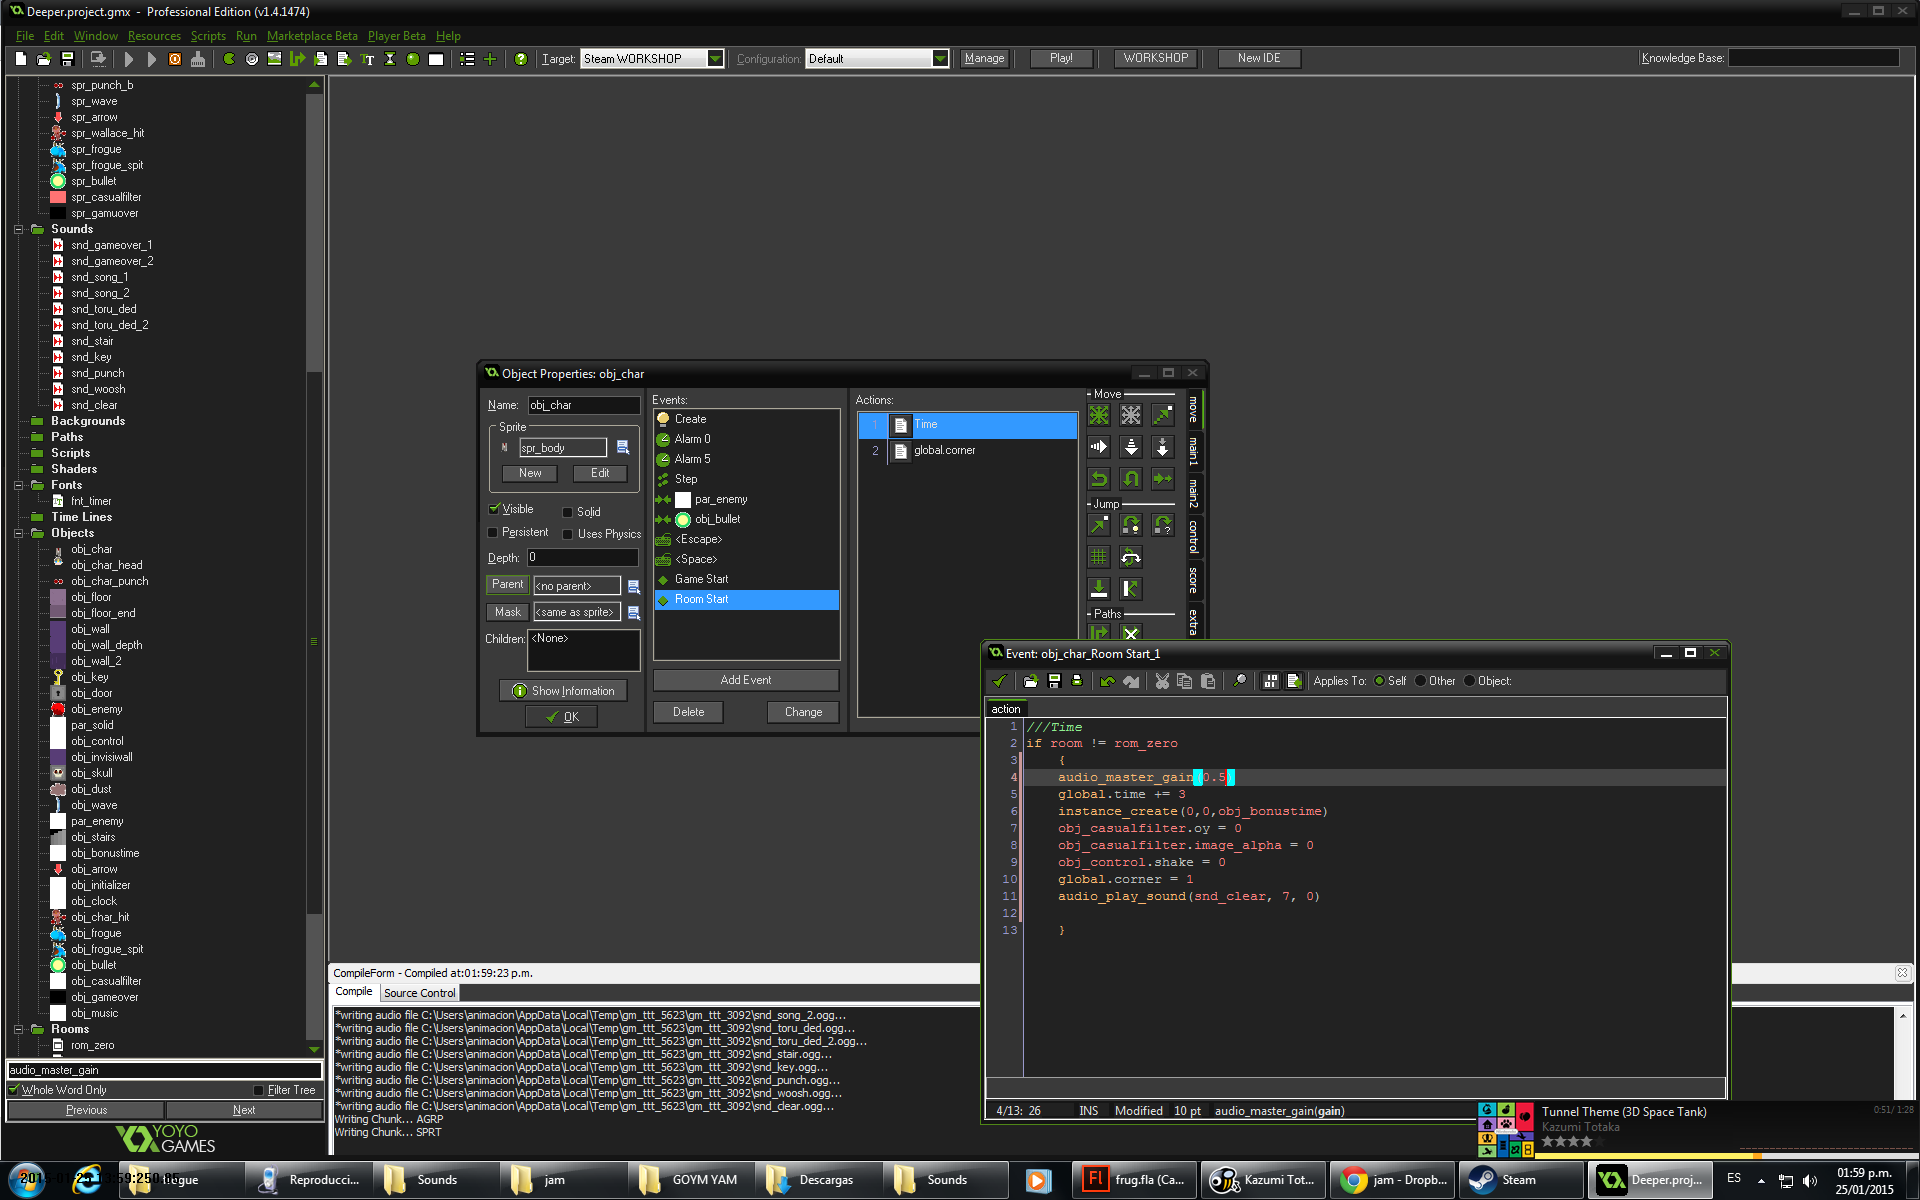 Deeper.project.gmx - Professional Edition (v1.4.1474)
File Edit Window Resources Scripts Run Marketplace Beta Player Beta Help
Target: Steam WORKSHOP Configuration: Default Manage Play! WORKSHOP New IDE Knowledge Base:
spr_punch_b
spr_wave
spr_arrow
spr_wallace_hit
spr_frogue
spr_frogue_spit
spr_bullet
spr_casualfilter
spr_gamuover
Sounds
snd_gameover_1
snd_gameover_2
snd_song_1
snd_song_2
snd_toru_ded
snd_toru_ded_2
snd_stair
snd_key
snd_punch
snd_woosh
snd_clear
Backgrounds
Paths
Scripts
Shaders
Fonts
fnt_timer
Time Lines
Objects
obj_char
obj_char_head
obj_char_punch
obj_floor
obj_floor_end
obj_wall
obj_wall_depth
obj_wall_2
obj_key
obj_door
obj_enemy
par_solid
obj_control
obj_invisiwall
obj_skull
obj_dust
obj_wave
par_enemy
obj_stairs
obj_bonustime
obj_arrow
obj_initializer
obj_clock
obj_char_hit
obj_frogue
obj_frogue_spit
obj_bullet
obj_casualfilter
obj_gameover
obj_music
Rooms
rom_zero
audio_master_gain
Whole Word Only Filter Tree
Previous Next
YOYO
GAMES
Object Properties: obj_char
Name: obj_char
Sprite
spr_body
New Edit
Visible Solid
Persistent Uses Physics
Depth: 0
Parent <no parent>
Mask <same as sprite>
Children: <None>
Show Information
OK
Events:
Create
Alarm 0
Alarm 5
Step
par_enemy
obj_bullet
<Escape>
<Space>
Game Start
Room Start
Add Event
Delete Change
Actions:
1 Time
2 global.corner
Move
Jump
Paths
move
main1
main2
control
score
extra
Event: obj_char_Room Start_1
Applies To: Self Other Object:
action
1 ///Time
2 if room != rom_zero
3 {
4 audio_master_gain(0.5)
5 global.time += 3
6 instance_create(0,0,obj_bonustime)
7 obj_casualfilter.oy = 0
8 obj_casualfilter.image_alpha = 0
9 obj_control.shake = 0
10 global.corner = 1
11 audio_play_sound(snd_clear, 7, 0)
12
13 }
4/13: 26 INS Modified 10 pt audio_master_gain(gain)
CompileForm - Compiled at:01:59:23 p.m.
Compile Source Control
*writing audio file C:\Users\animacion\AppData\Local\Temp\gm_ttt_5623\gm_ttt_3092\snd_song_2.ogg...
*writing audio file C:\Users\animacion\AppData\Local\Temp\gm_ttt_5623\gm_ttt_3092\snd_toru_ded.ogg...
*writing audio file C:\Users\animacion\AppData\Local\Temp\gm_ttt_5623\gm_ttt_3092\snd_toru_ded_2.ogg...
*writing audio file C:\Users\animacion\AppData\Local\Temp\gm_ttt_5623\gm_ttt_3092\snd_stair.ogg...
*writing audio file C:\Users\animacion\AppData\Local\Temp\gm_ttt_5623\gm_ttt_3092\snd_key.ogg...
*writing audio file C:\Users\animacion\AppData\Local\Temp\gm_ttt_5623\gm_ttt_3092\snd_punch.ogg...
*writing audio file C:\Users\animacion\AppData\Local\Temp\gm_ttt_5623\gm_ttt_3092\snd_woosh.ogg...
*writing audio file C:\Users\animacion\AppData\Local\Temp\gm_ttt_5623\gm_ttt_3092\snd_clear.ogg...
Writing Chunk... AGRP
Writing Chunk... SPRT
Tunnel Theme (3D Space Tank) 0:51/ 1:28
Kazumi Totaka
Reproducci... Sounds jam GOYM YAM Descargas Sounds frug.fla (Ca... Kazumi Tot... jam - Dropb... Steam Deeper.proj... ES
01:59 p.m.
25/01/2015